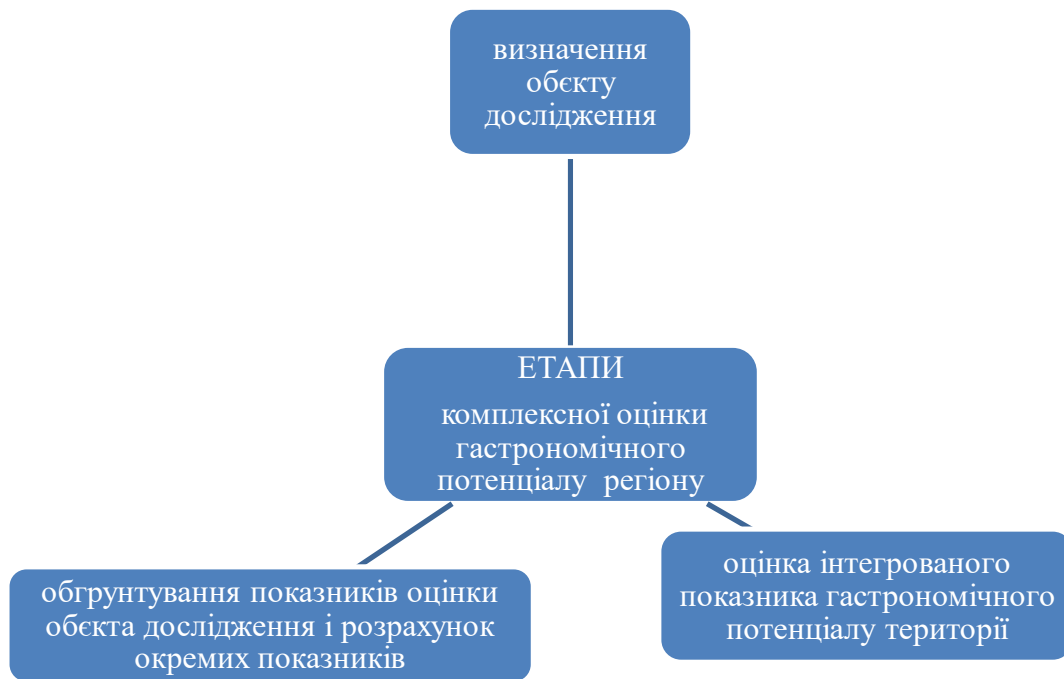 визначення
обєкту
дослідження
ЕТАПИ
комплексної оцінки
гастрономічного
потенціалу регіону
обгрунтування показників оцінки
обєкта дослідження і розрахунок
окремих показників
оцінка інтегрованого
показника гастрономічного
потенціалу території